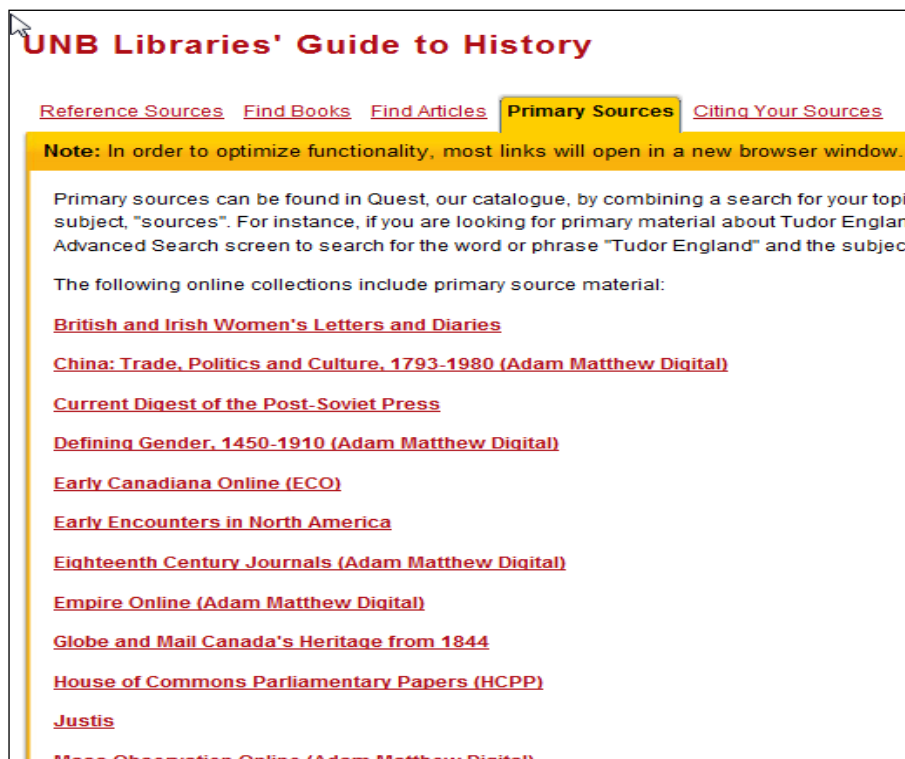 UNB Libraries' Guide to History
Reference Sources Find Books Find Articles Primary Sources Citing Your Sources
Note: In order to optimize functionality, most links will open in a new browser window.
Primary sources can be found in Quest, our catalogue, by combining a search for your topi
subject, "sources". For instance, if you are looking for primary material about Tudor Englan
Advanced Search screen to search for the word or phrase "Tudor England" and the subjec
The following online collections include primary source material:
British and Irish Women's Letters and Diaries
China: Trade, Politics and Culture, 1793-1980 (Adam Matthew Digital)
Current Digest of the Post-Soviet Press
Defining Gender, 1450-1910 (Adam Matthew Digital)
Early Canadiana Online (ECO)
Early Encounters in North America
Eighteenth Century Journals (Adam Matthew Digital)
Empire Online (Adam Matthew Digital)
Globe and Mail Canada's Heritage from 1844
House of Commons Parliamentary Papers (HCPP)
Justis
Mass Observation Online (Adam Matthew Digital)